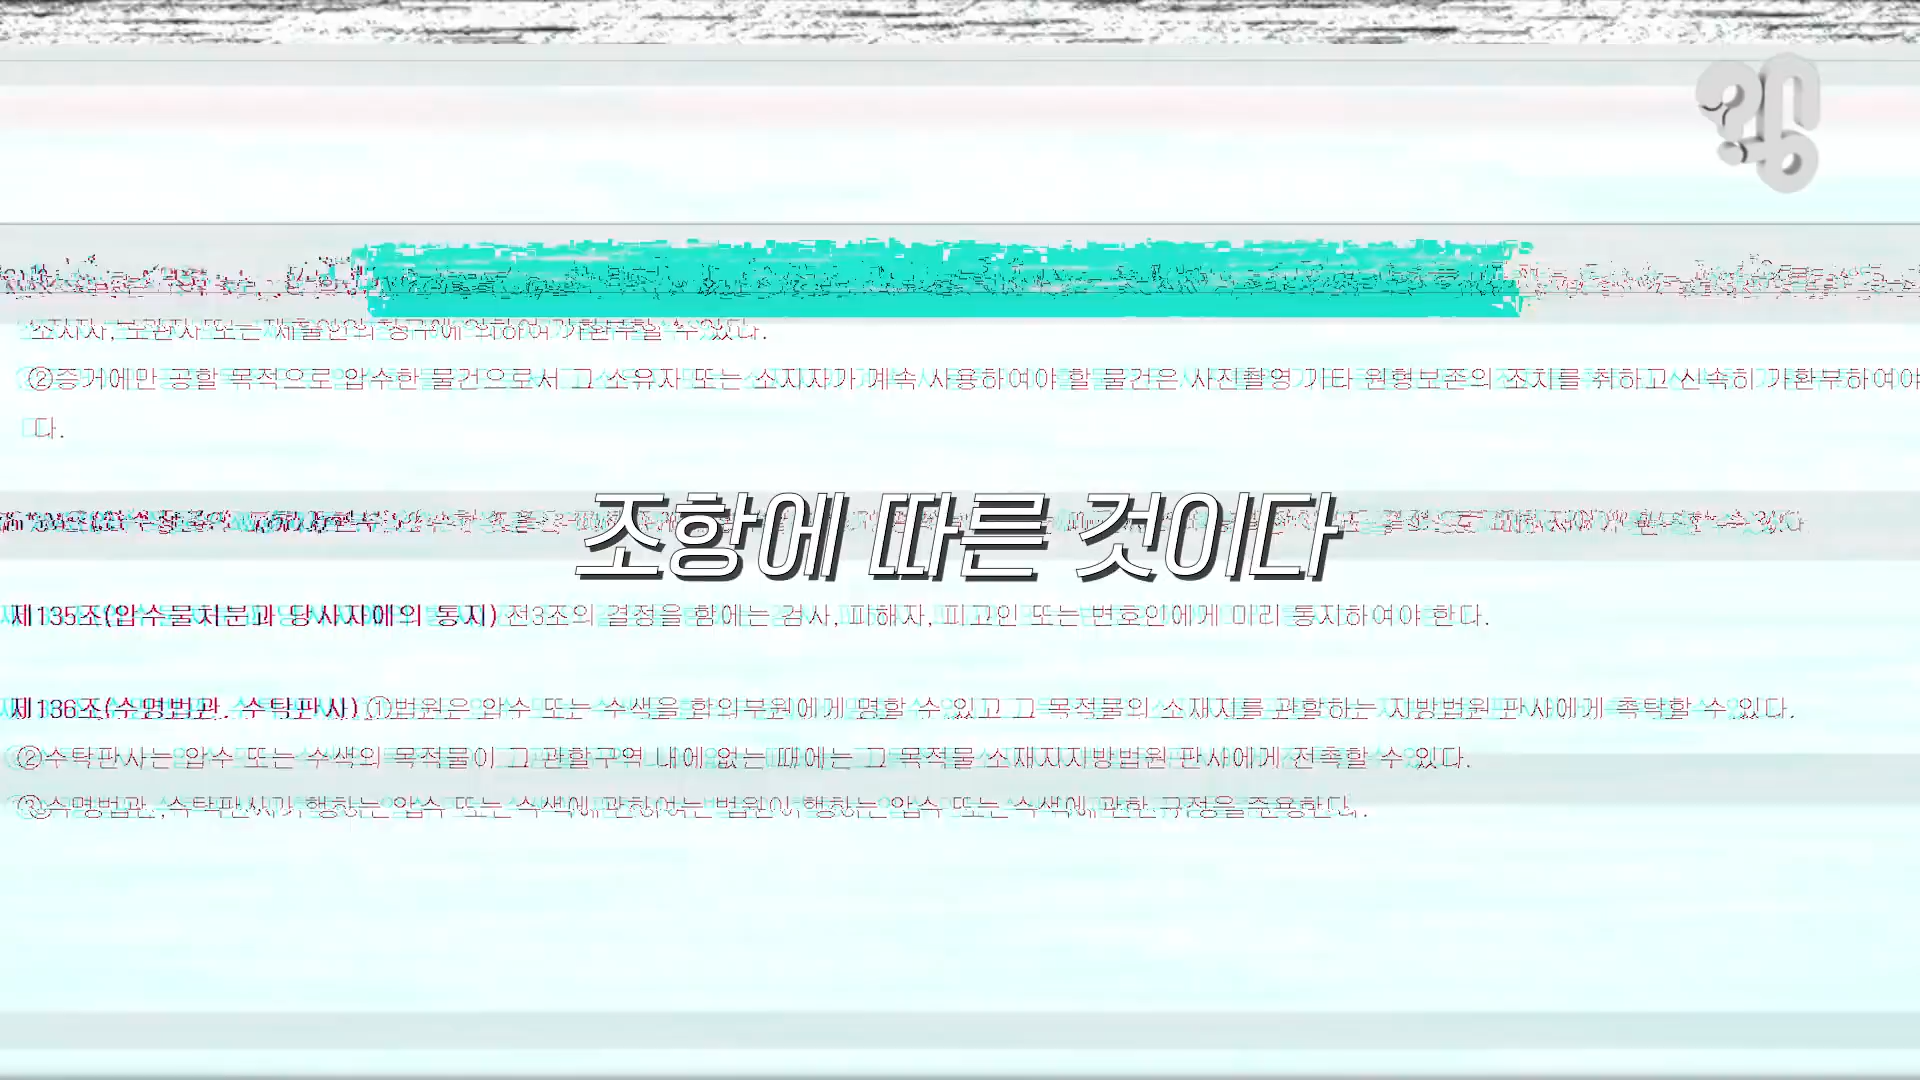 소지자, 보관자 또는 제출인의 청구에 의하여 가환부할 수 있다.
②증거에만 공할 목적으로 압수한 물건으로서 그 소유자 또는 소지자가 계속 사용하여야 할 물건은 사진촬영 기타 원형보존의 조치를 취하고 신속히 가환부하여야
다.
조항에 따른 것이다
제135조(압수물처분과 당사자에의 통지) 전3조의 결정을 함에는 검사, 피해자, 피고인 또는 변호인에게 미리 통지하여야 한다.
제136조(수명법관, 수탁판사) ①법원은 압수 또는 수색을 합의부원에게 명할 수 있고 그 목적물의 소재지를 관할하는 지방법원 판사에게 촉탁할 수 있다.
②수탁판사는 압수 또는 수색의 목적물이 그 관할구역 내에 없는 때에는 그 목적물 소재지지방법원 판사에게 전촉할 수 있다.
③수명법관, 수탁판사가 행하는 압수 또는 수색에 관하여는 법원이 행하는 압수 또는 수색에 관한 규정을 준용한다.